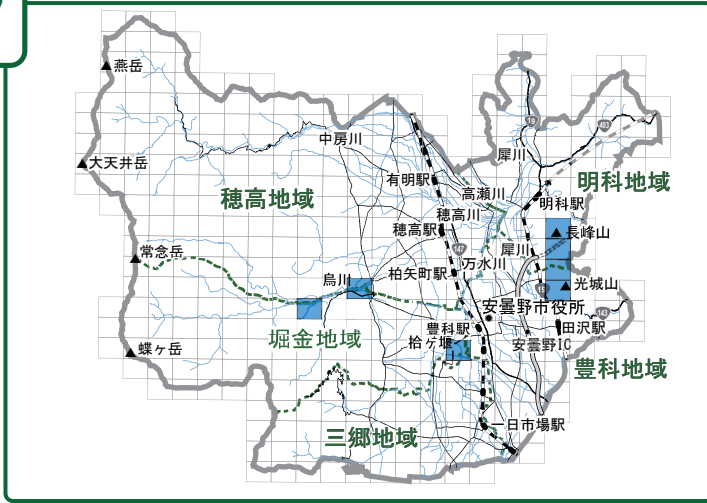 燕岳
19
403
中房川
犀川
大天井岳
有明駅
明科地域
高瀬川
穂高地域
明科駅
穂高川
穂高駅
長峰山
147
犀川
常念岳
万水川
柏矢町駅
烏川
光城山
19
安曇野市役所
143
豊科駅
田沢駅
堀金地域
拾ケ堰
安曇野IC
蝶ヶ岳
豊科地域
一日市場駅
三郷地域